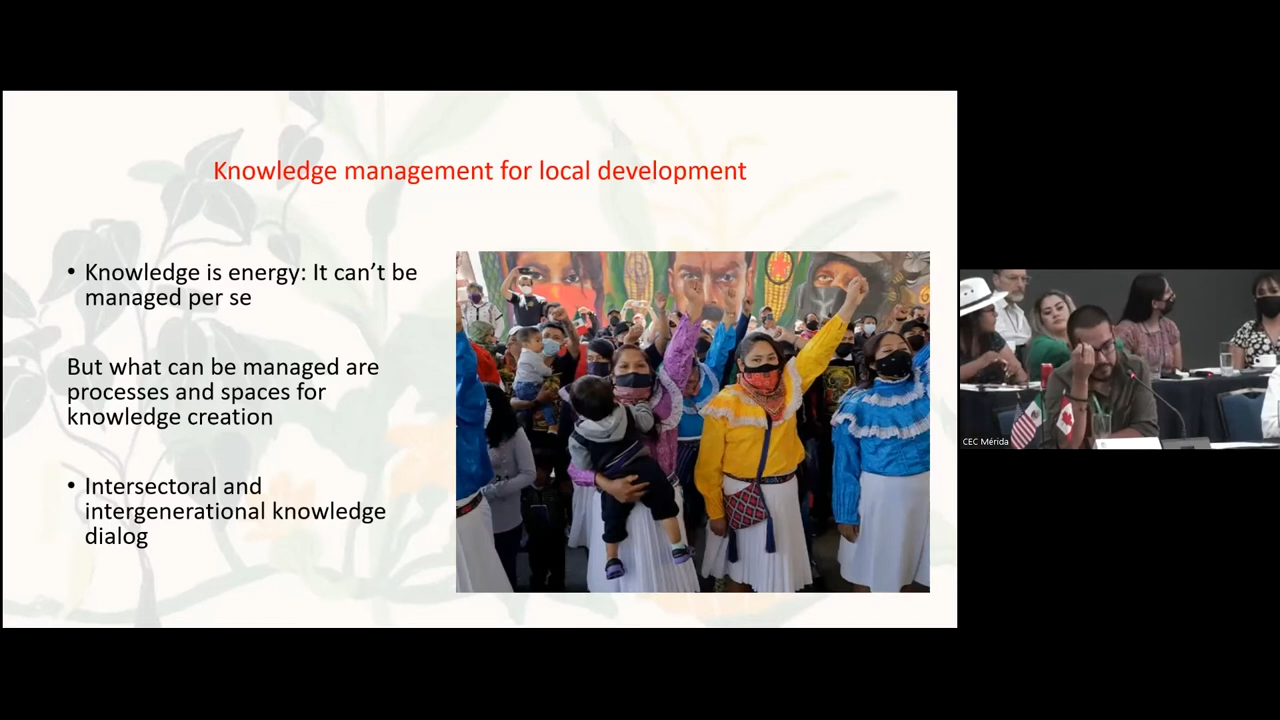 Knowledge management for local development
• Knowledge is energy: It can’t be
managed per se
But what can be managed are
processes and spaces for
knowledge creation
• Intersectoral and
intergenerational knowledge
dialog
CEC Mérida